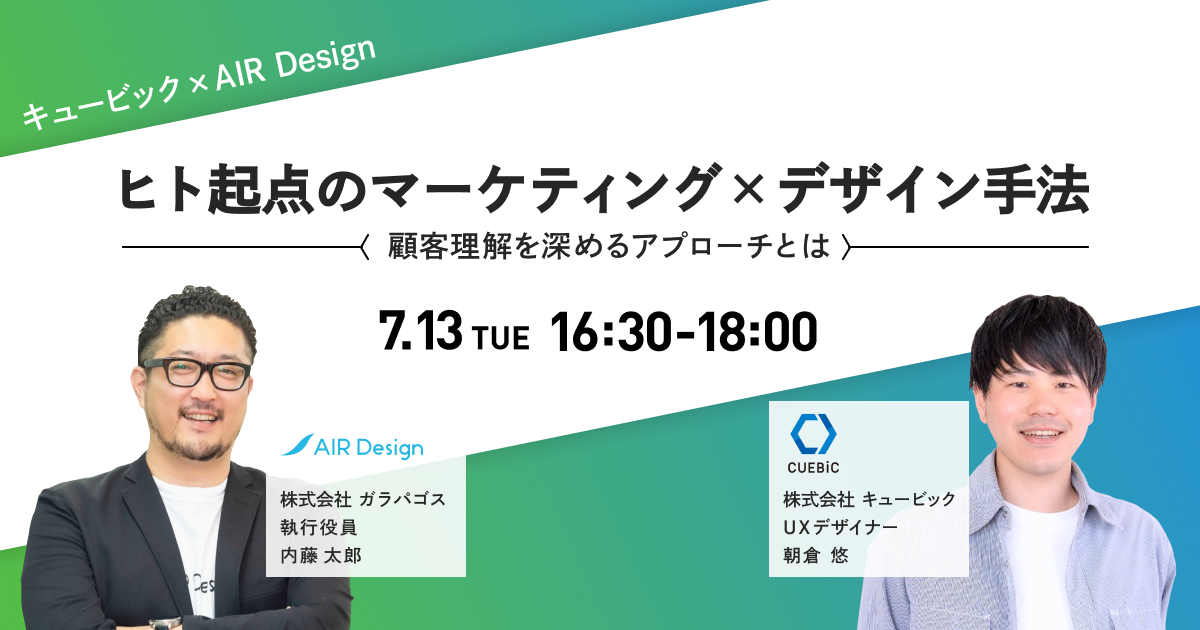 キュービック×AIR Design
ヒト起点のマーケティング×デザイン手法
〈 顧客理解を深めるアプローチとは 〉
7.13 TUE 16:30-18:00
AIR Design
株式会社 ガラパゴス
執行役員
内藤 太郎
CUEBiC
株式会社 キュービック
UXデザイナー
朝倉 悠